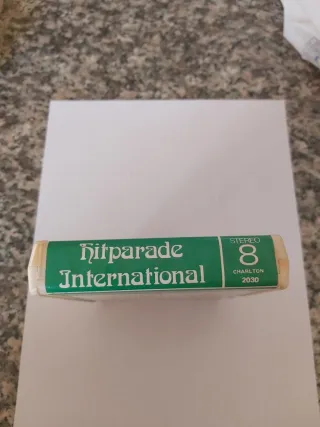 Hitparade
International
STEREO
8
CHARLTON
2030